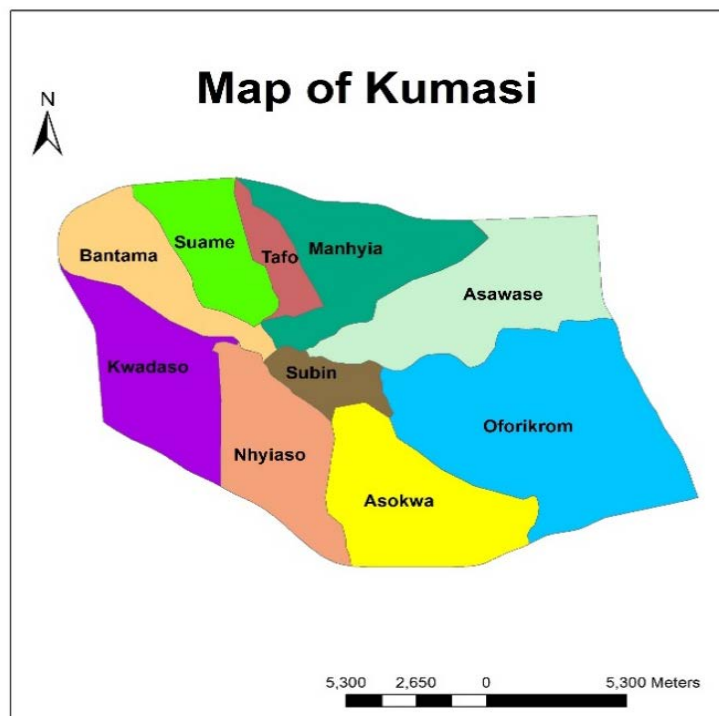 Map of Kumasi
N
Suame
Bantama
Tafo
Manhyia
Asawase
Kwadaso
Subin
Oforikrom
Nhyiaso
Asokwa
5,300 2,650 0 5,300 Meters